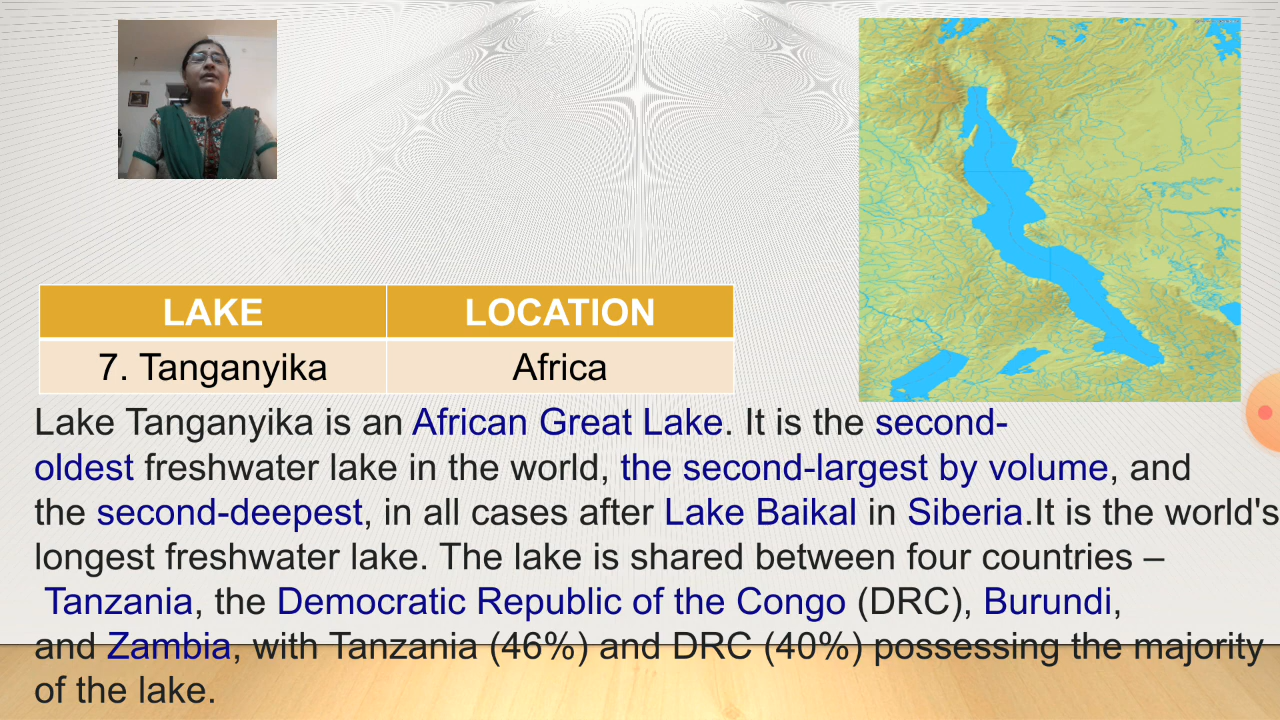 LAKE LOCATION
7. Tanganyika Africa
Lake Tanganyika is an African Great Lake. It is the second-
oldest freshwater lake in the world, the second-largest by volume, and
the second-deepest, in all cases after Lake Baikal in Siberia.It is the world's
longest freshwater lake. The lake is shared between four countries –
Tanzania, the Democratic Republic of the Congo (DRC), Burundi,
and Zambia, with Tanzania (46%) and DRC (40%) possessing the majority
of the lake.